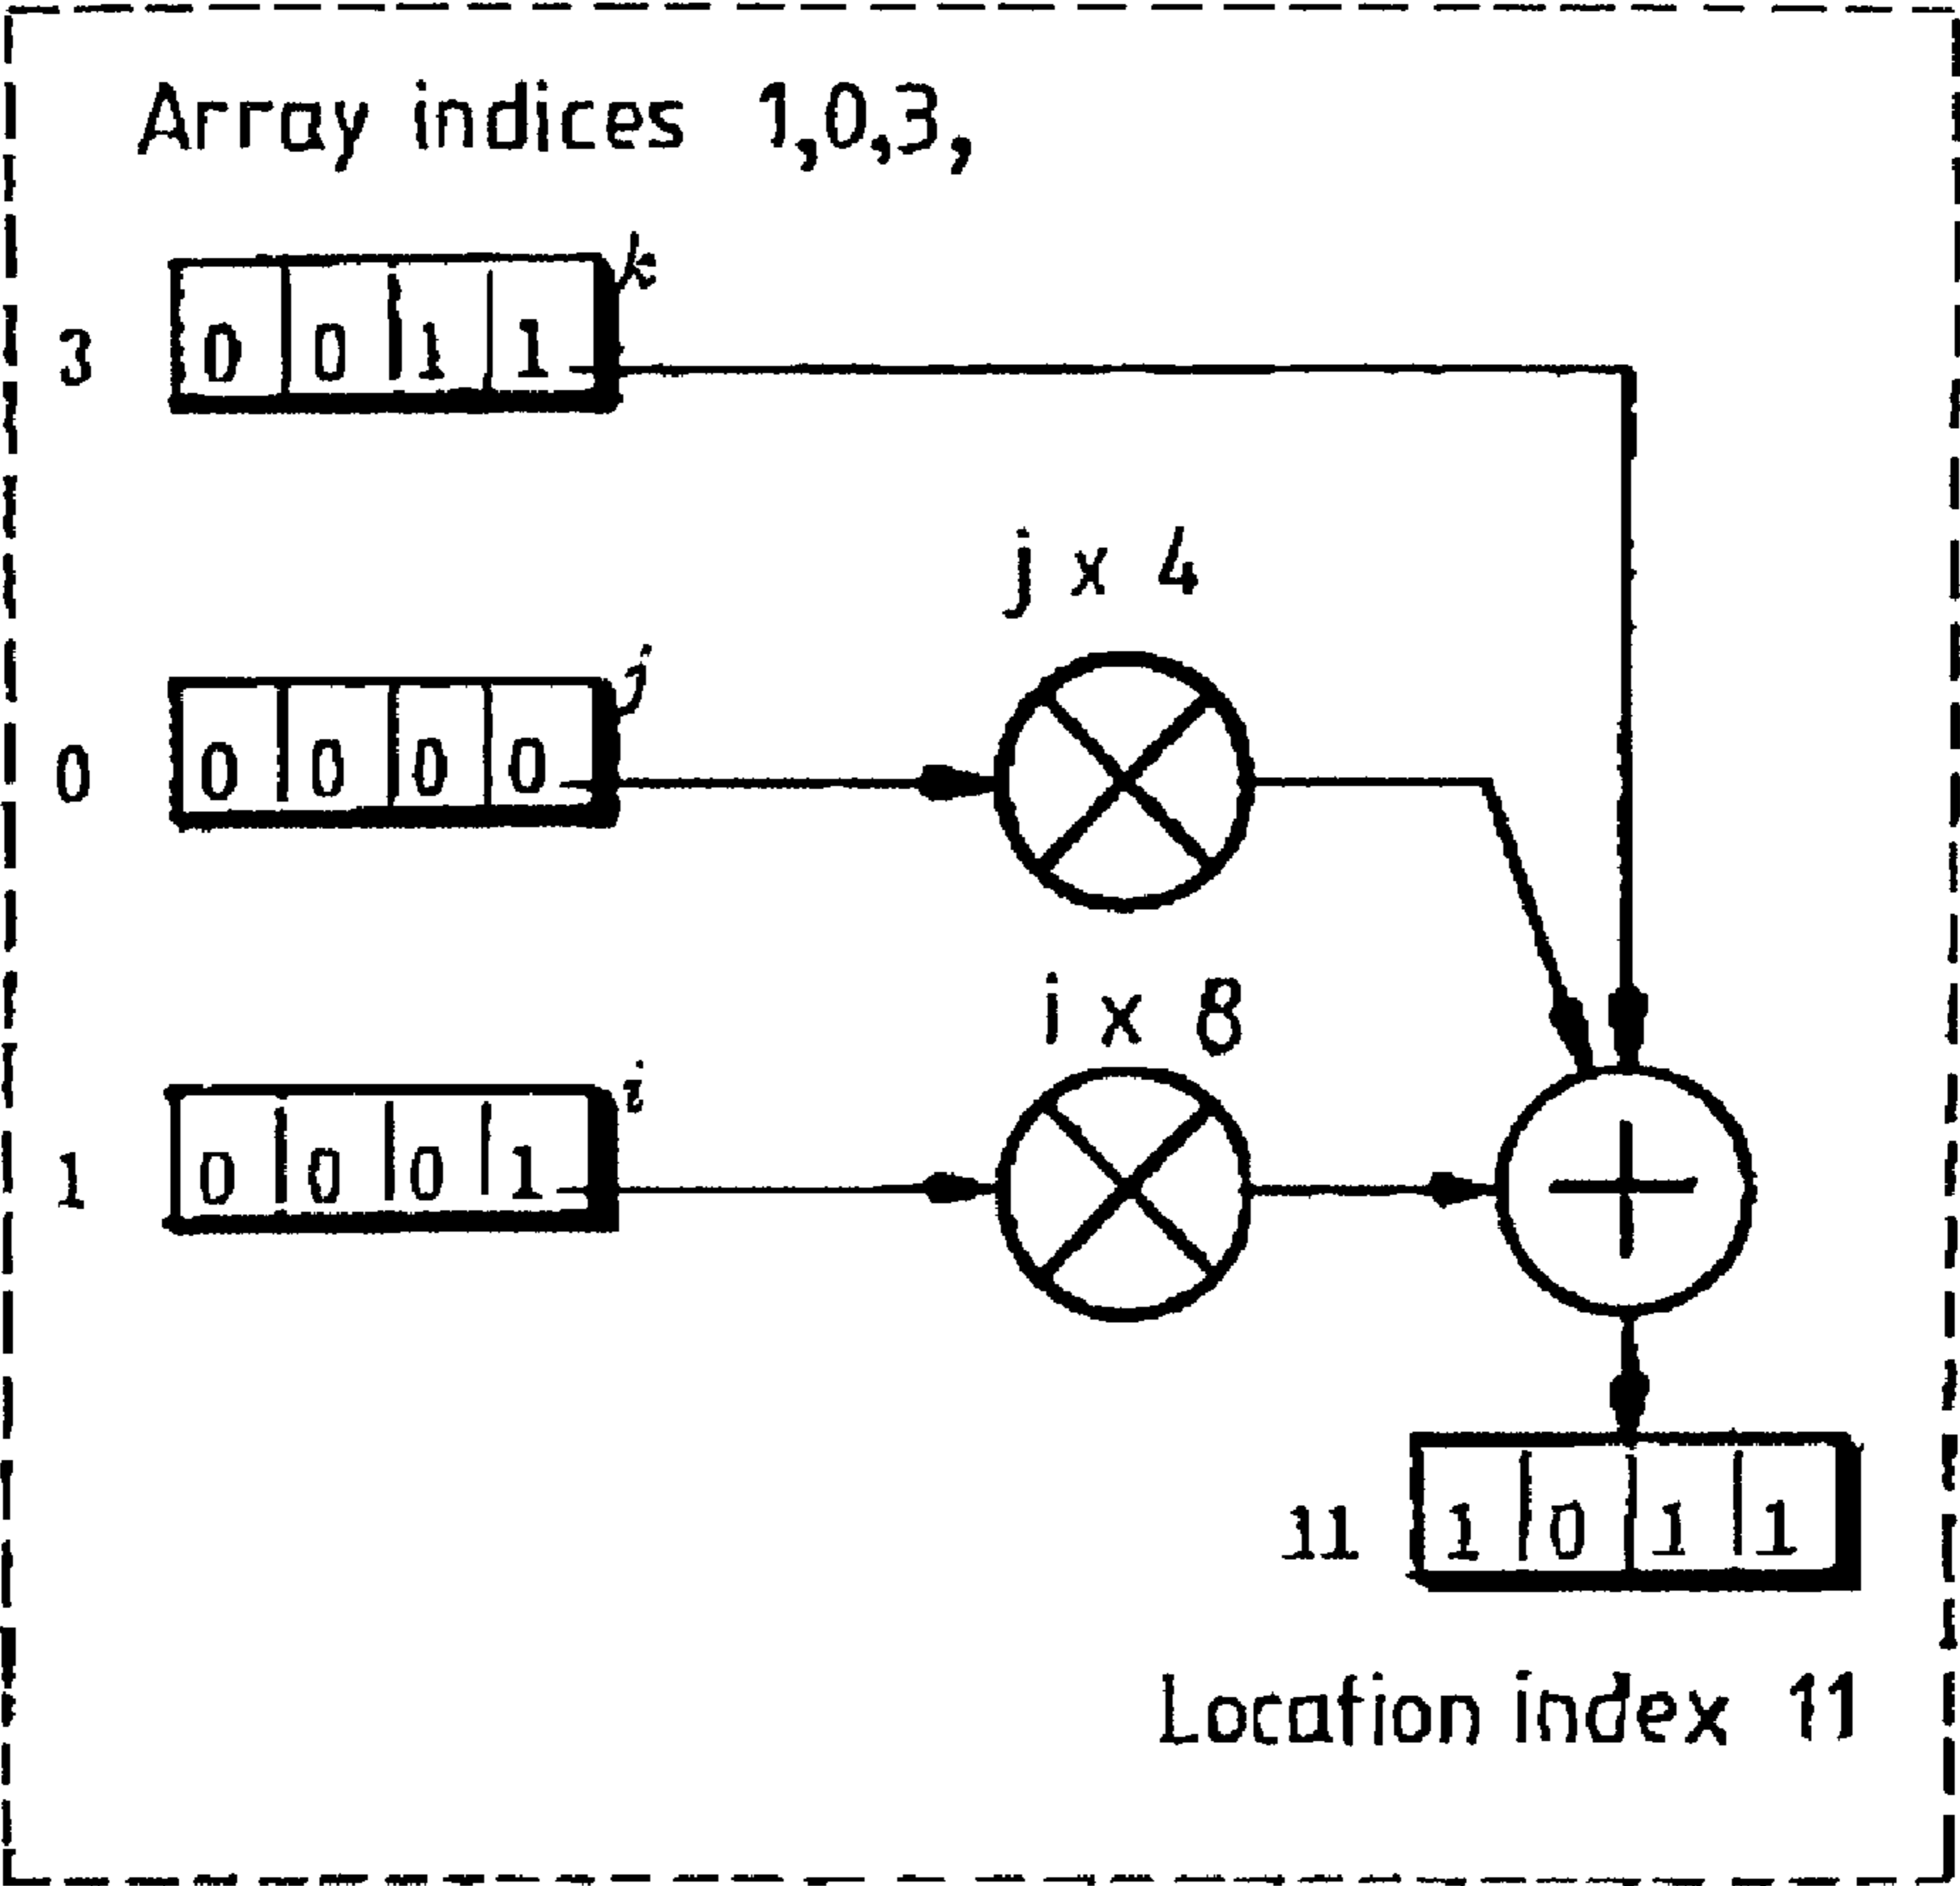 Array indices 1,0,3,
k
3 0 0 1 1
j x 4
j
0 0 0 0 0
i x 8
i
1 0 0 0 1
11 1 0 1 1
Location index 11